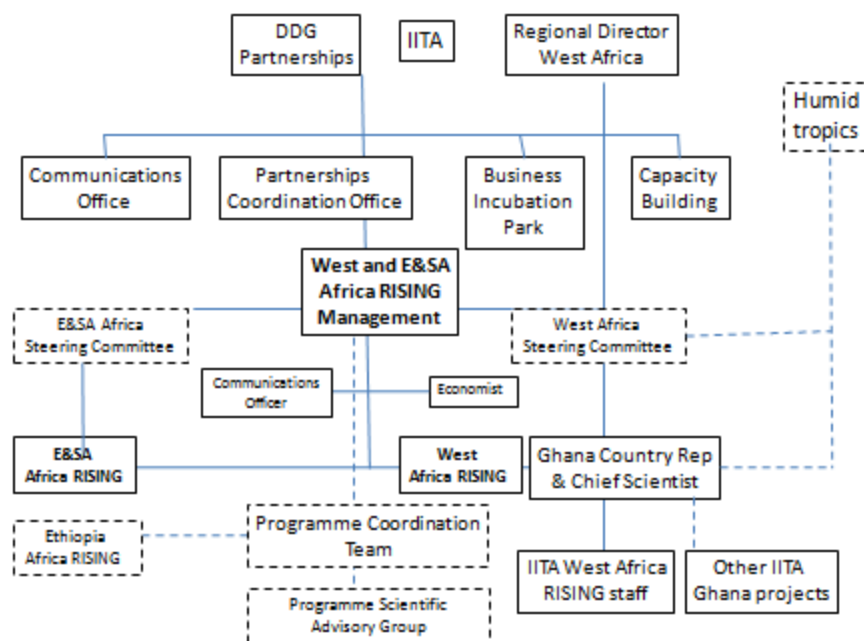 DDG
Partnerships
IITA
Regional Director
West Africa
Humid
tropics
Communications
Office
Partnerships
Coordination Office
Business
Incubation
Park
Capacity
Building
West and E&SA
Africa RISING
Management
E&SA Africa
Steering Committee
West Africa
Steering Committee
Communications
Officer
Economist
E&SA
Africa RISING
West
Africa RISING
Ghana Country Rep
& Chief Scientist
Ethiopia
Africa RISING
Programme Coordination
Team
IITA West Africa
RISING staff
Other IITA
Ghana projects
Programme Scientific
Advisory Group